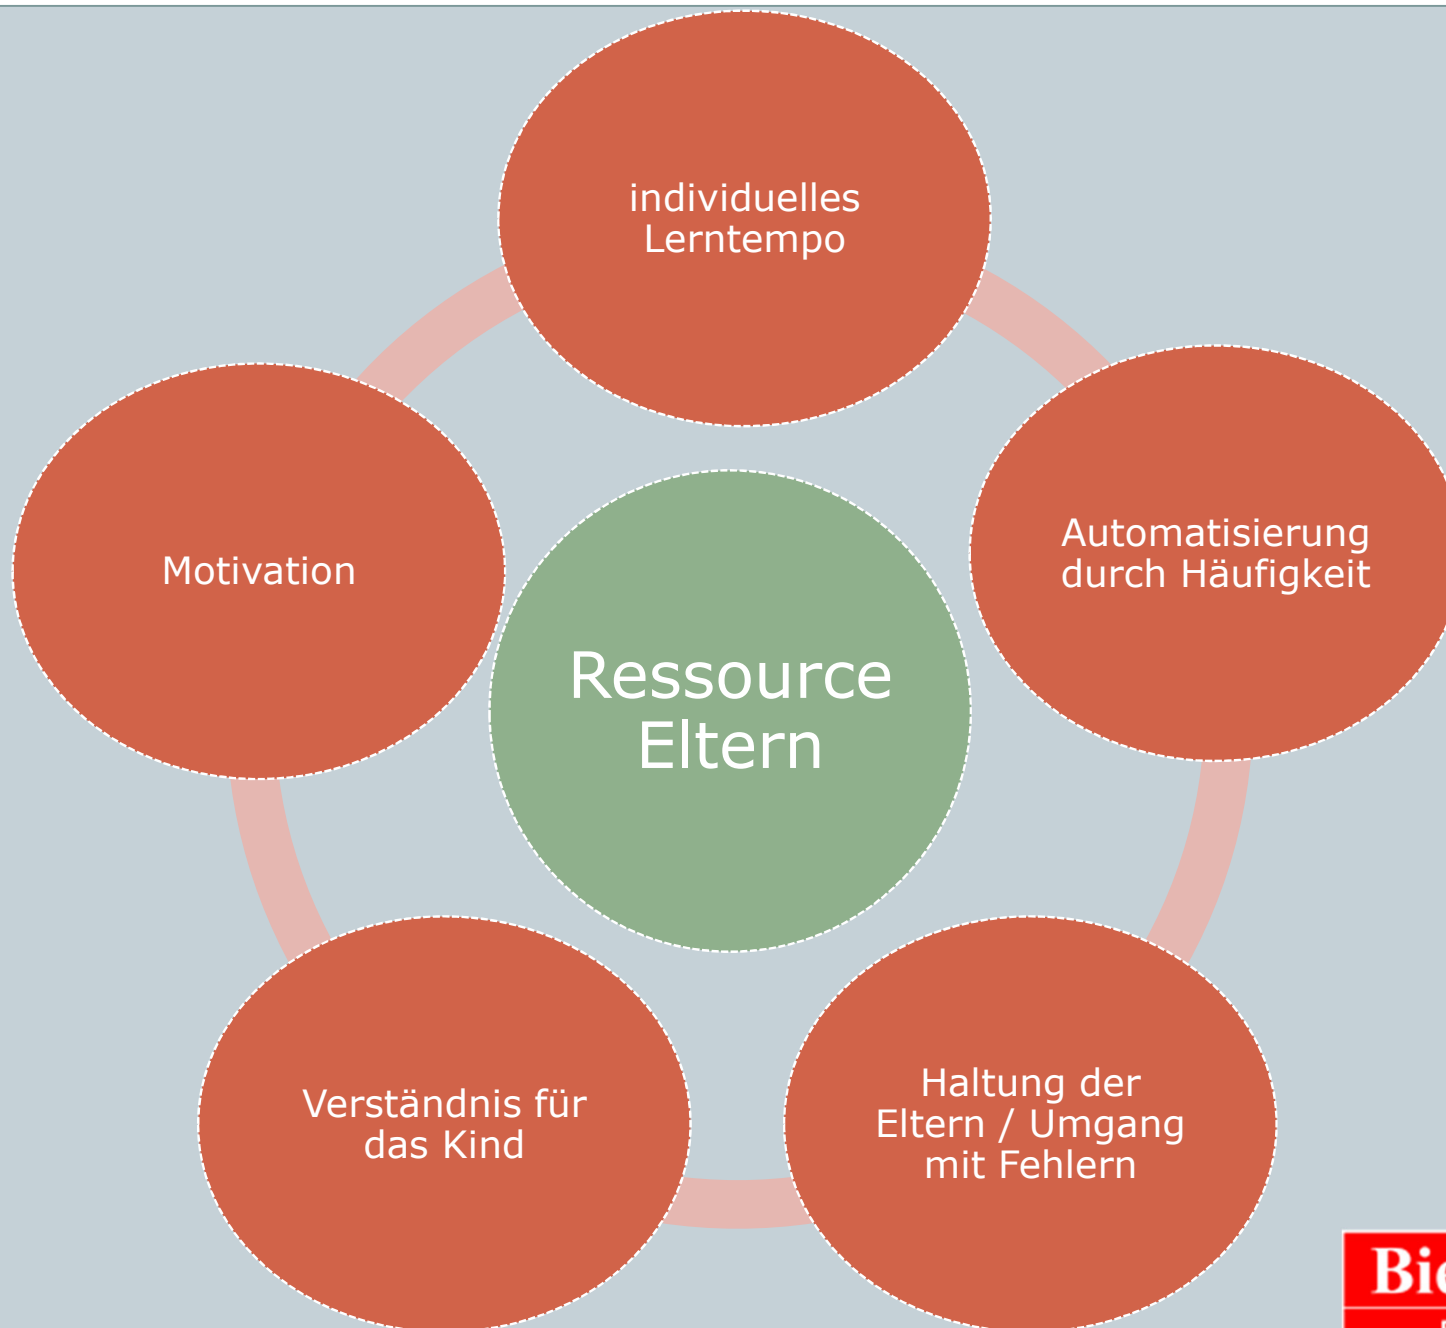 individuelles
Lerntempo
Automatisierung
durch Häufigkeit
Motivation
Ressource
Eltern
Haltung der
Eltern / Umgang
mit Fehlern
Verständnis für
das Kind